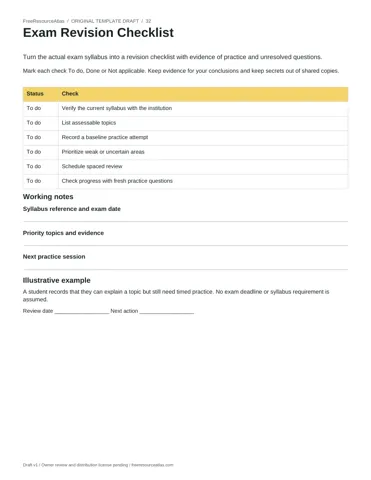 FreeResourceAtlas / ORIGINAL TEMPLATE DRAFT / 32
Exam Revision Checklist
Turn the actual exam syllabus into a revision checklist with evidence of practice and unresolved questions.
Mark each check To do, Done or Not applicable. Keep evidence for your conclusions and keep secrets out of shared copies.
Status Check
To do Verify the current syllabus with the institution
To do List assessable topics
To do Record a baseline practice attempt
To do Prioritize weak or uncertain areas
To do Schedule spaced review
To do Check progress with fresh practice questions
Working notes
Syllabus reference and exam date
Priority topics and evidence
Next practice session
Illustrative example
A student records that they can explain a topic but still need timed practice. No exam deadline or syllabus requirement is
assumed.
Review date __________________ Next action __________________
Draft v1 / Owner review and distribution licence pending / freeresourceatlas.com